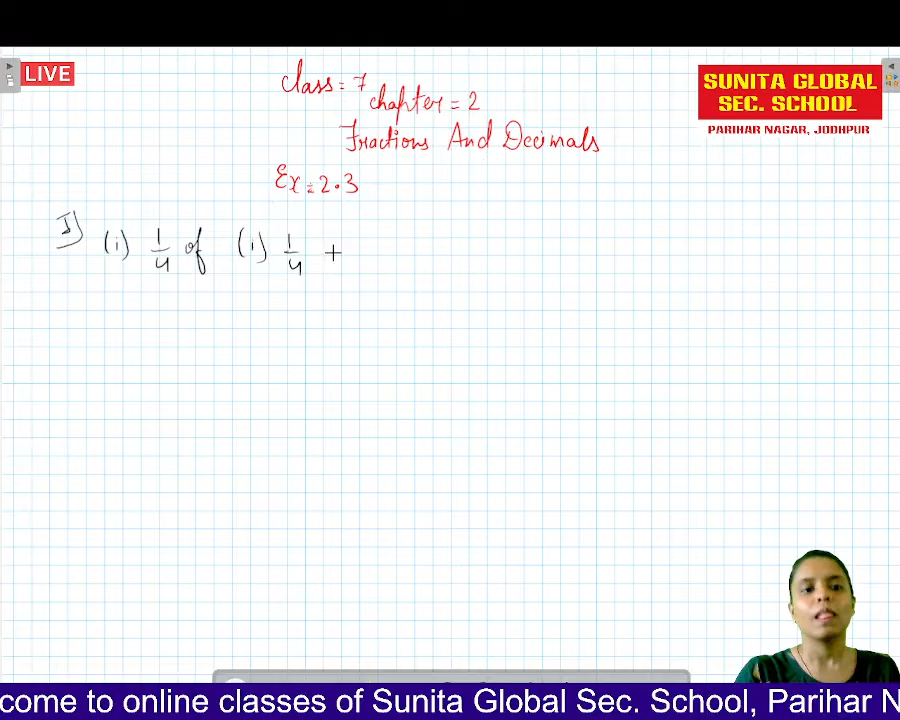 LIVE
SUNITA GLOBAL
SEC. SCHOOL
PARIHAR NAGAR, JODHPUR
Class = 7
chapter = 2
Fractions And Decimals
Ex = 2.3
I) (i) 1/4 of (i) 1/4 +
come to online classes of Sunita Global Sec. School, Parihar N